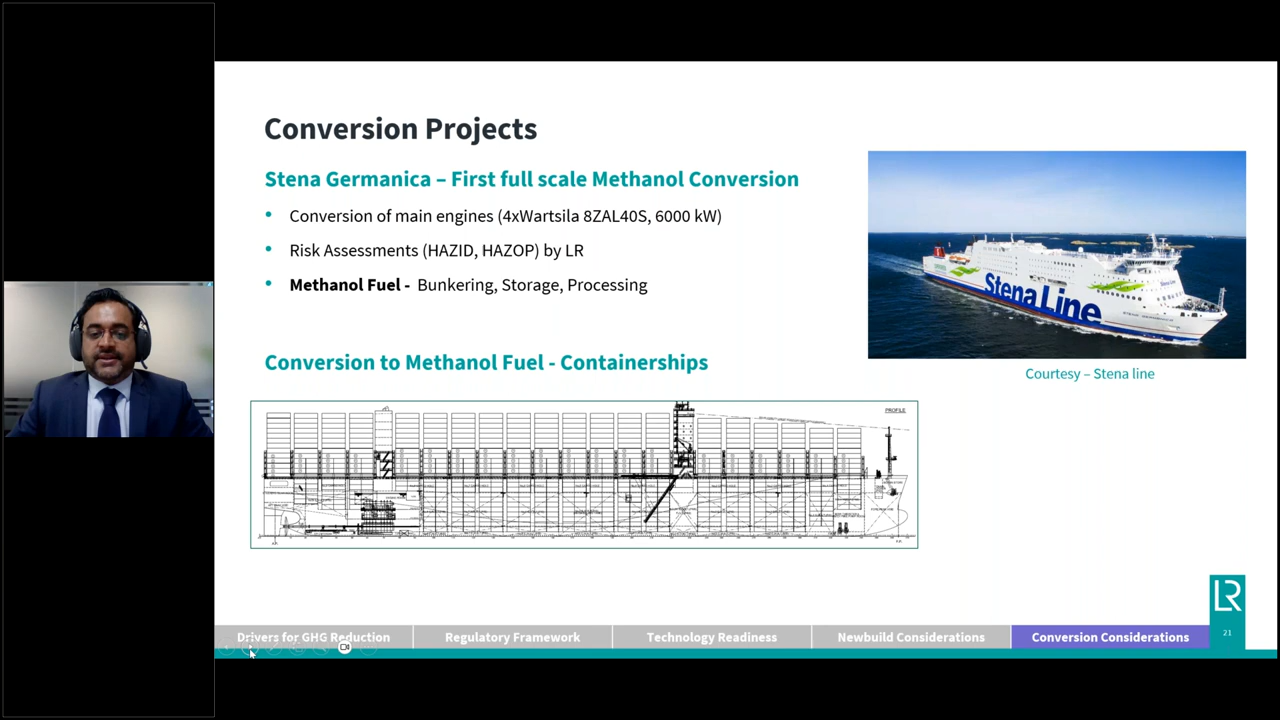 Conversion Projects
Stena Germanica – First full scale Methanol Conversion
• Conversion of main engines (4xWartsila 8ZAL40S, 6000 kW)
• Risk Assessments (HAZID, HAZOP) by LR
• Methanol Fuel - Bunkering, Storage, Processing
Stena Line
Courtesy – Stena line
Conversion to Methanol Fuel - Containerships
PROFILE
LR
21
Drivers for GHG Reduction
Regulatory Framework
Technology Readiness
Newbuild Considerations
Conversion Considerations